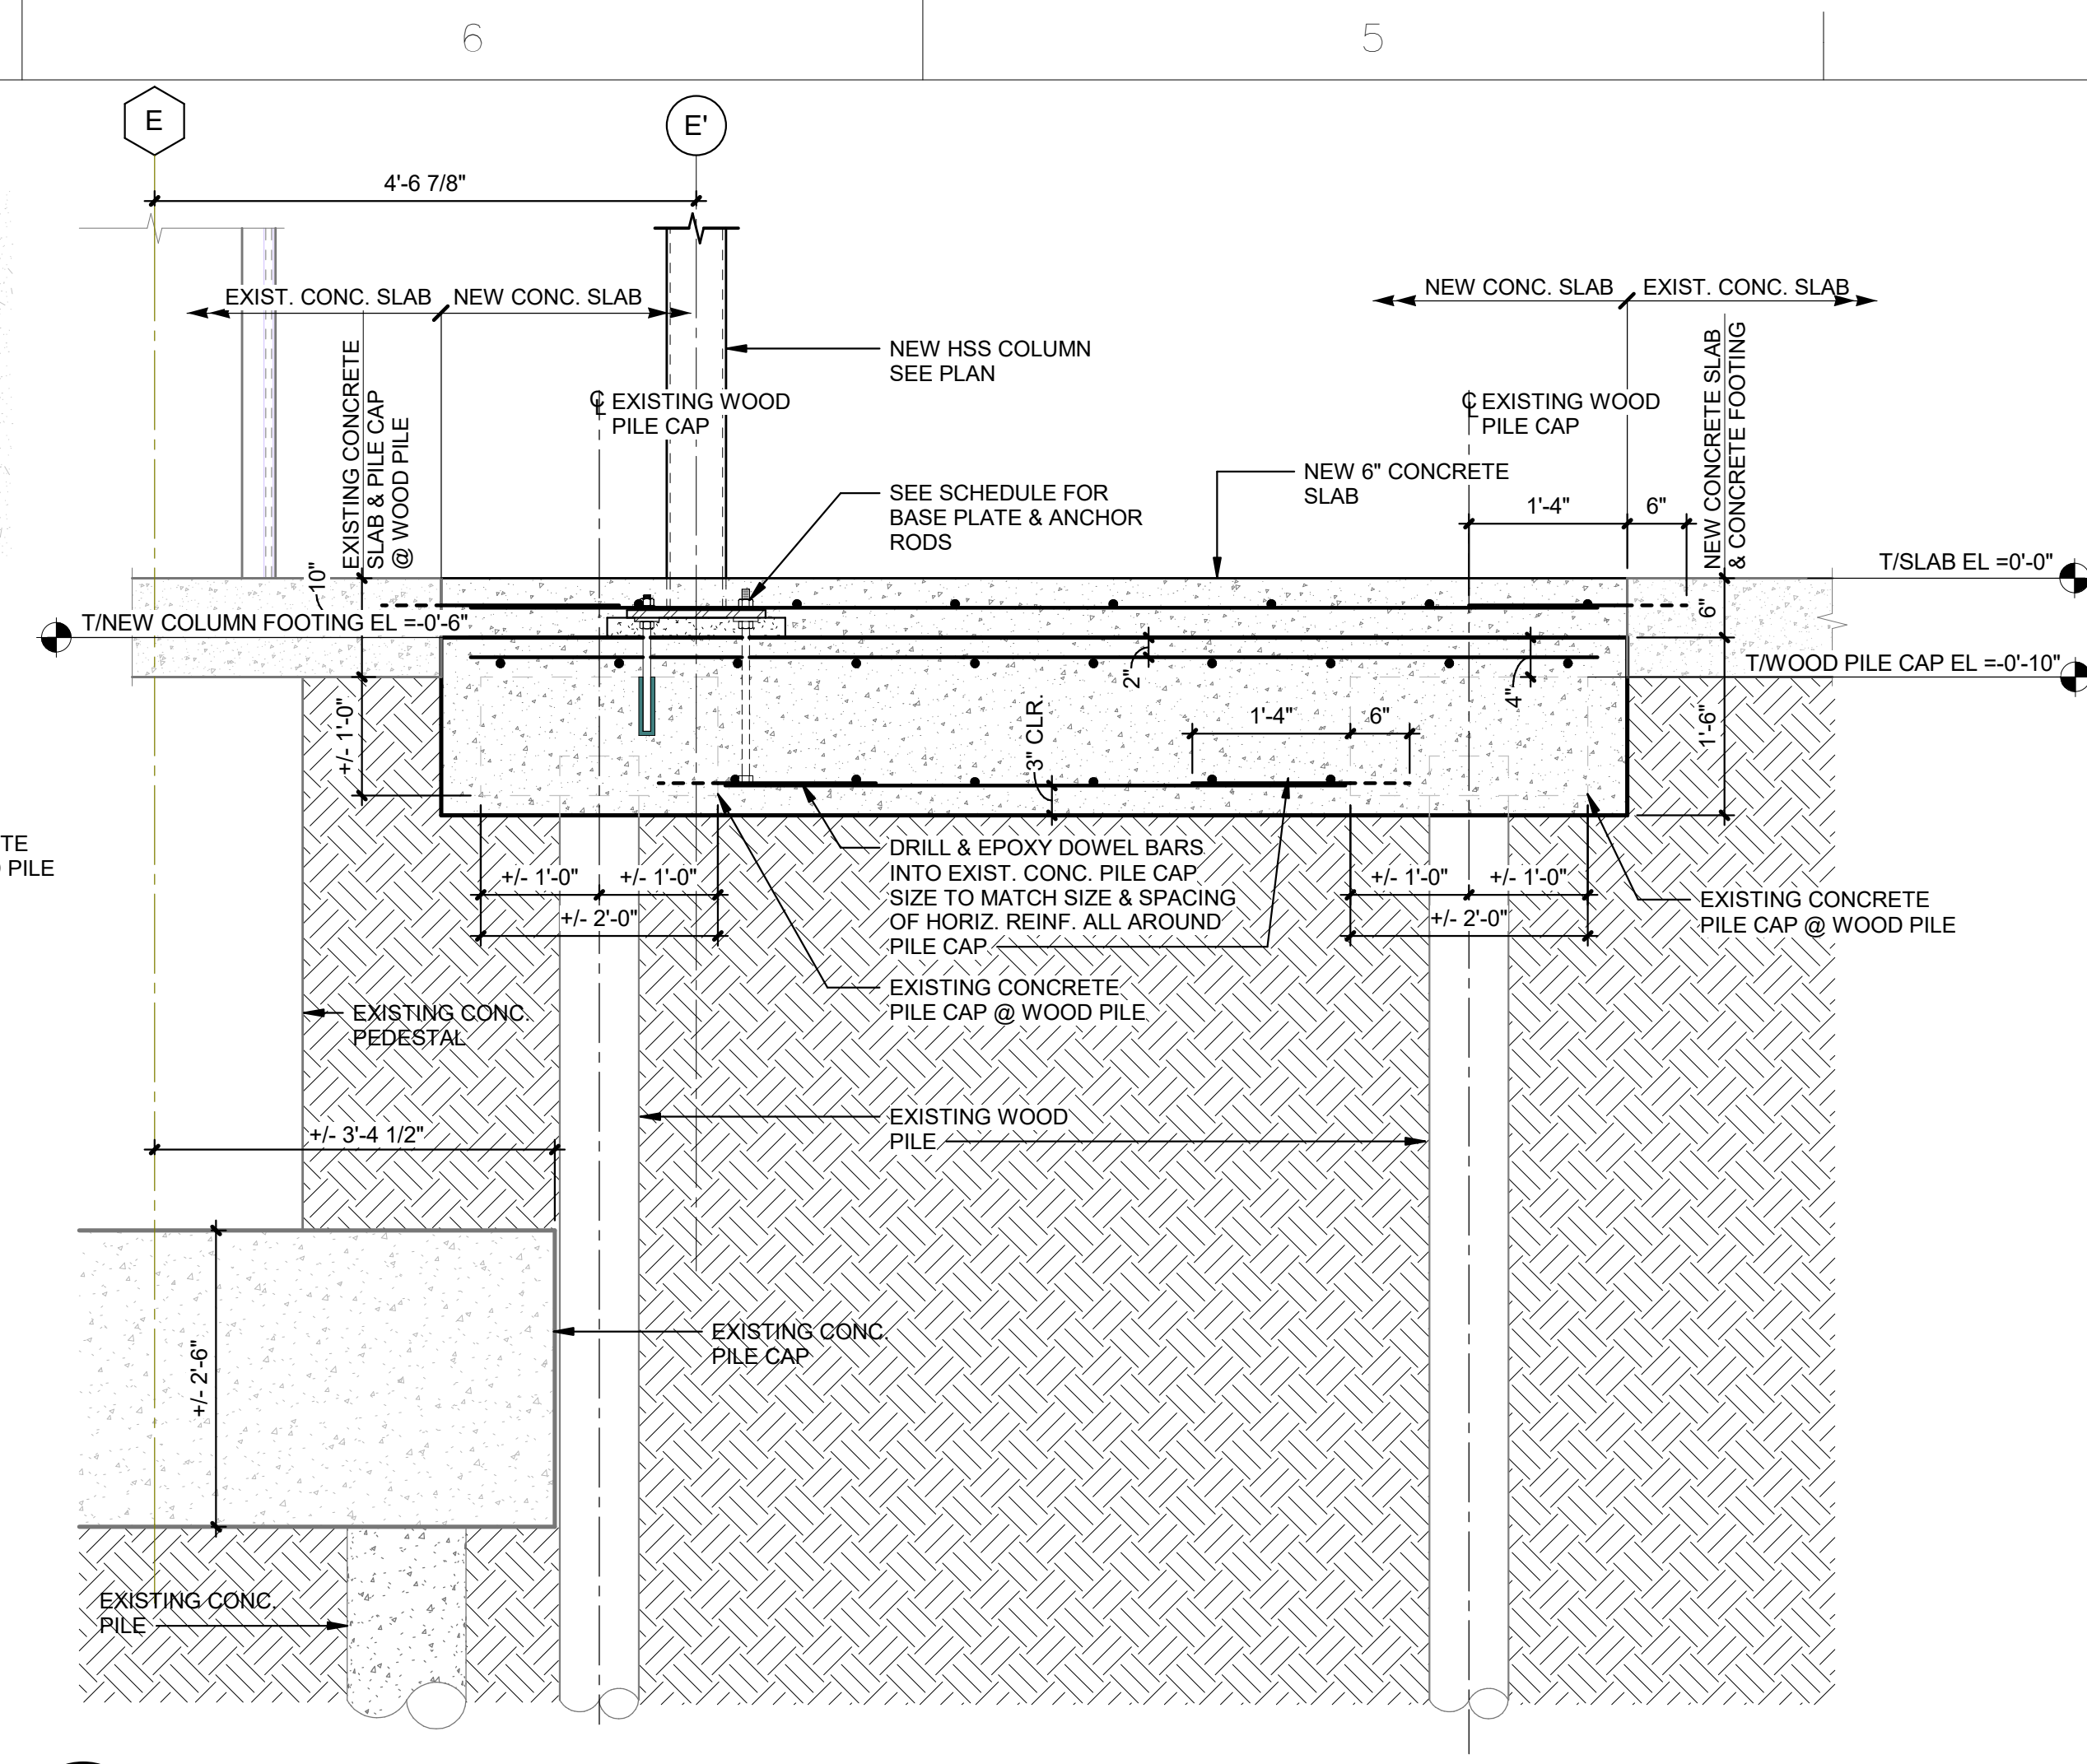 6
5
E
E'
4'-6 7/8"
EXIST. CONC. SLAB
NEW CONC. SLAB
NEW CONC. SLAB
EXIST. CONC. SLAB
NEW HSS COLUMN
SEE PLAN
EXISTING CONCRETE
SLAB & PILE CAP
@ WOOD PILE
℄ EXISTING WOOD
PILE CAP
℄ EXISTING WOOD
PILE CAP
NEW CONCRETE SLAB
& CONCRETE FOOTING
NEW 6" CONCRETE
SLAB
SEE SCHEDULE FOR
BASE PLATE & ANCHOR
RODS
1'-4"
6"
T/SLAB EL =0'-0"
10"
6"
T/NEW COLUMN FOOTING EL =-0'-6"
T/WOOD PILE CAP EL =-0'-10"
2"
4"
+/- 1'-0"
3" CLR.
1'-4"
6"
1'-6"
TE
PILE
DRILL & EPOXY DOWEL BARS
INTO EXIST. CONC. PILE CAP
SIZE TO MATCH SIZE & SPACING
OF HORIZ. REINF. ALL AROUND
PILE CAP
+/- 1'-0"
+/- 1'-0"
+/- 2'-0"
+/- 1'-0"
+/- 1'-0"
+/- 2'-0"
EXISTING CONCRETE
PILE CAP @ WOOD PILE
EXISTING CONCRETE
PILE CAP @ WOOD PILE
EXISTING CONC.
PEDESTAL
EXISTING WOOD
PILE
+/- 3'-4 1/2"
EXISTING CONC.
PILE CAP
+/- 2'-6"
EXISTING CONC.
PILE